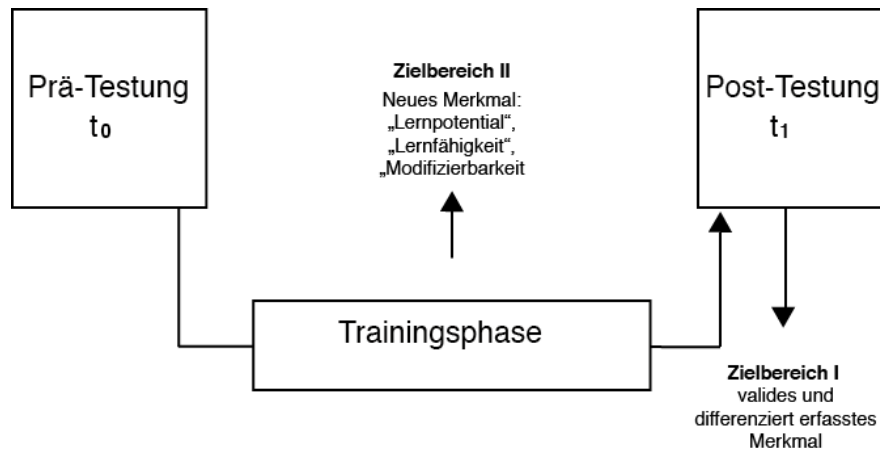 Prä-Testung
t0
Zielbereich II
Neues Merkmal:
„Lernpotential“,
„Lernfähigkeit“,
„Modifizierbarkeit
Post-Testung
t1
Trainingsphase
Zielbereich I
valides und
differenziert erfasstes
Merkmal